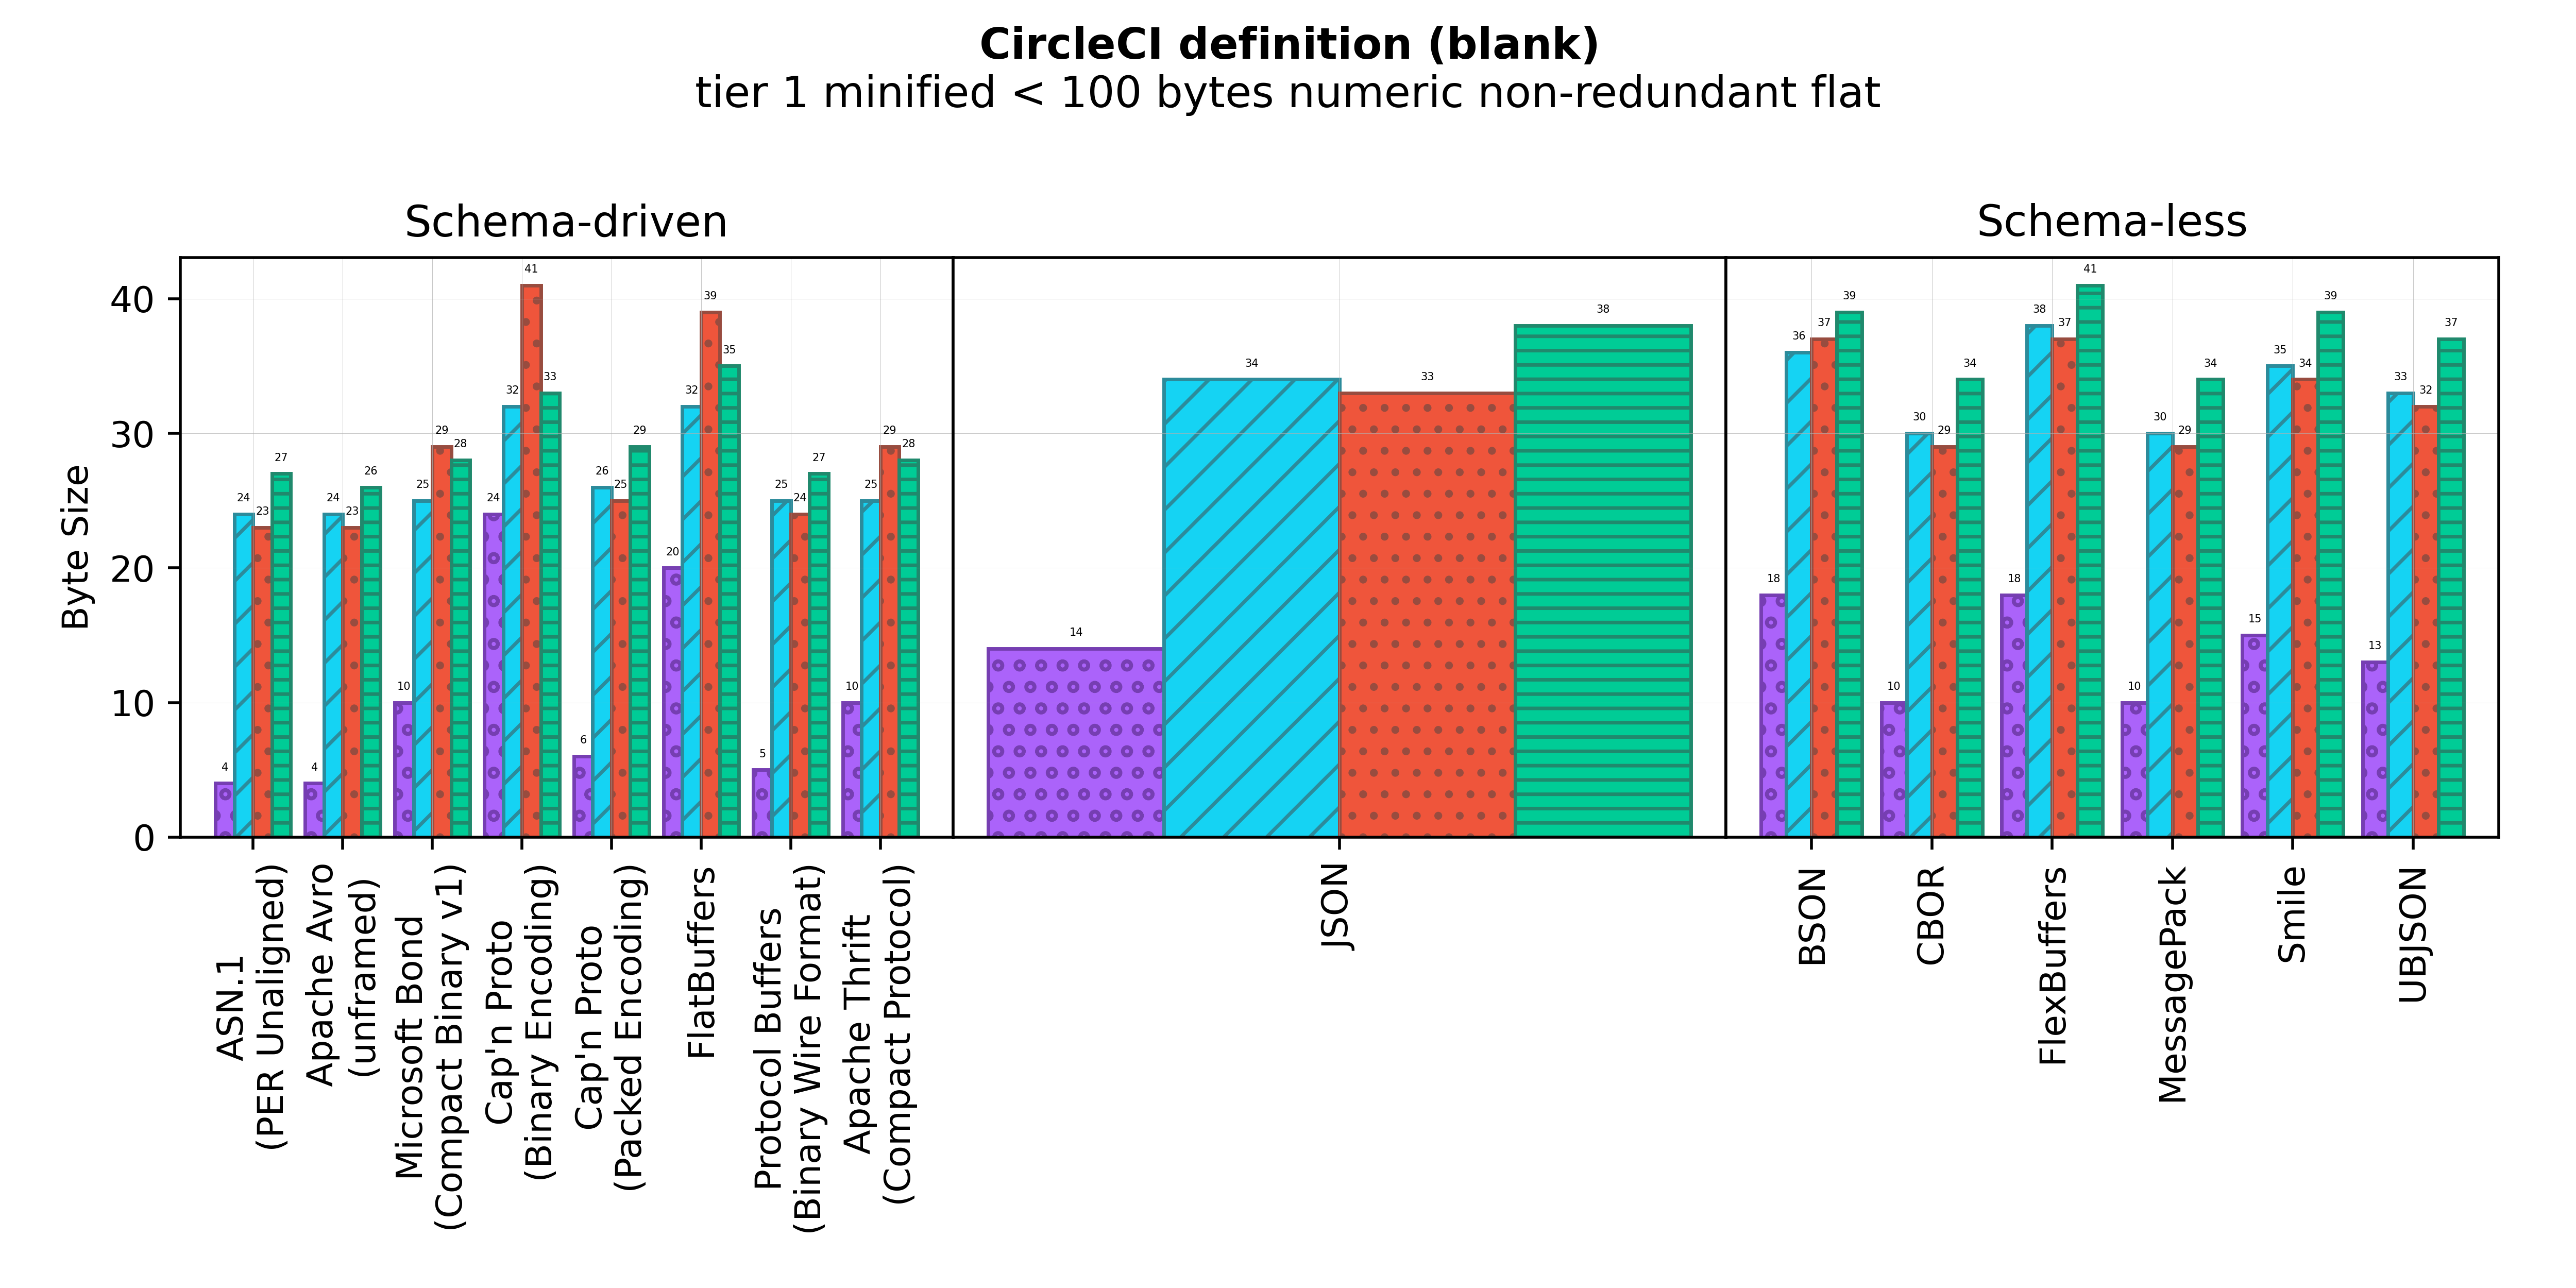 CircleCI definition (blank)
tier 1 minified < 100 bytes numeric non-redundant flat
Schema-driven
Schema-less
Byte Size
40
30
20
10
0
4
24
23
27
4
24
23
26
10
25
29
28
24
32
41
33
6
26
25
29
20
32
39
35
5
25
24
27
10
25
29
28
14
34
33
38
18
36
37
39
10
30
29
34
18
38
37
41
10
30
29
34
15
35
34
39
13
33
32
37
ASN.1
(PER Unaligned)
Apache Avro
(unframed)
Microsoft Bond
(Compact Binary v1)
Cap'n Proto
(Binary Encoding)
Cap'n Proto
(Packed Encoding)
FlatBuffers
Protocol Buffers
(Binary Wire Format)
Apache Thrift
(Compact Protocol)
JSON
BSON
CBOR
FlexBuffers
MessagePack
Smile
UBJSON